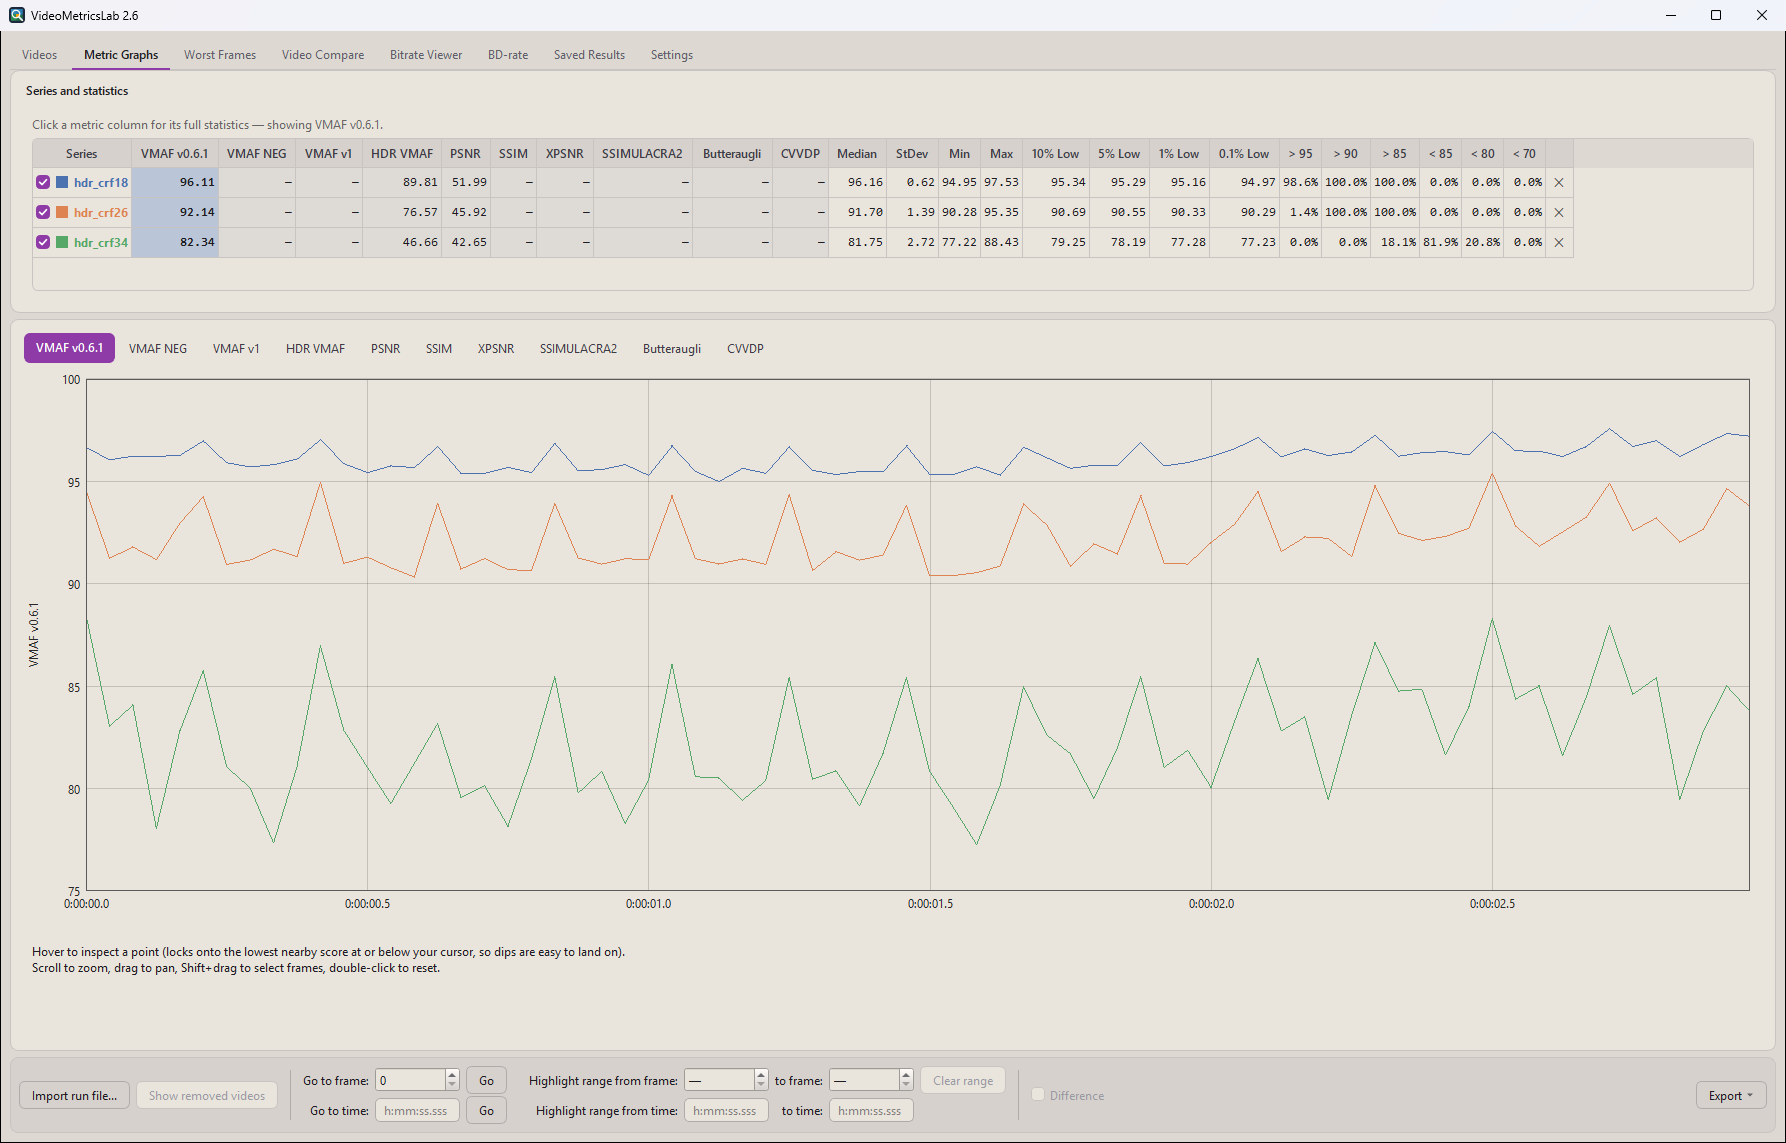 VideoMetricsLab 2.6
Videos Metric Graphs Worst Frames Video Compare Bitrate Viewer BD-rate Saved Results Settings
Series and statistics
Click a metric column for its full statistics — showing VMAF v0.6.1.
Series VMAF v0.6.1 VMAF NEG VMAF v1 HDR VMAF PSNR SSIM XPSNR SSIMULACRA2 Butteraugli CVVDP Median StDev Min Max 10% Low 5% Low 1% Low 0.1% Low > 95 > 90 > 85 < 85 < 80 < 70
hdr_crf18 96.11 — — 89.81 51.99 — — — — — 96.16 0.62 94.95 97.53 95.34 95.29 95.16 94.97 98.6% 100.0% 100.0% 0.0% 0.0% 0.0% ×
hdr_crf26 92.14 — — 76.57 45.92 — — — — — 91.70 1.39 90.28 95.35 90.69 90.55 90.33 90.29 1.4% 100.0% 100.0% 0.0% 0.0% 0.0% ×
hdr_crf34 82.34 — — 46.66 42.65 — — — — — 81.75 2.72 77.22 88.43 79.25 78.19 77.28 77.23 0.0% 0.0% 18.1% 81.9% 20.8% 0.0% ×
VMAF v0.6.1 VMAF NEG VMAF v1 HDR VMAF PSNR SSIM XPSNR SSIMULACRA2 Butteraugli CVVDP
100
95
90
VMAF v0.6.1
85
80
75
0:00:00.0 0:00:00.5 0:00:01.0 0:00:01.5 0:00:02.0 0:00:02.5
Hover to inspect a point (locks onto the lowest nearby score at or below your cursor, so dips are easy to land on).
Scroll to zoom, drag to pan, Shift+drag to select frames, double-click to reset.
Import run file... Show removed videos
Go to frame: 0 Go Highlight range from frame: — to frame: — Clear range
Go to time: h:mm:ss.sss Go Highlight range from time: h:mm:ss.sss to time: h:mm:ss.sss
Difference
Export